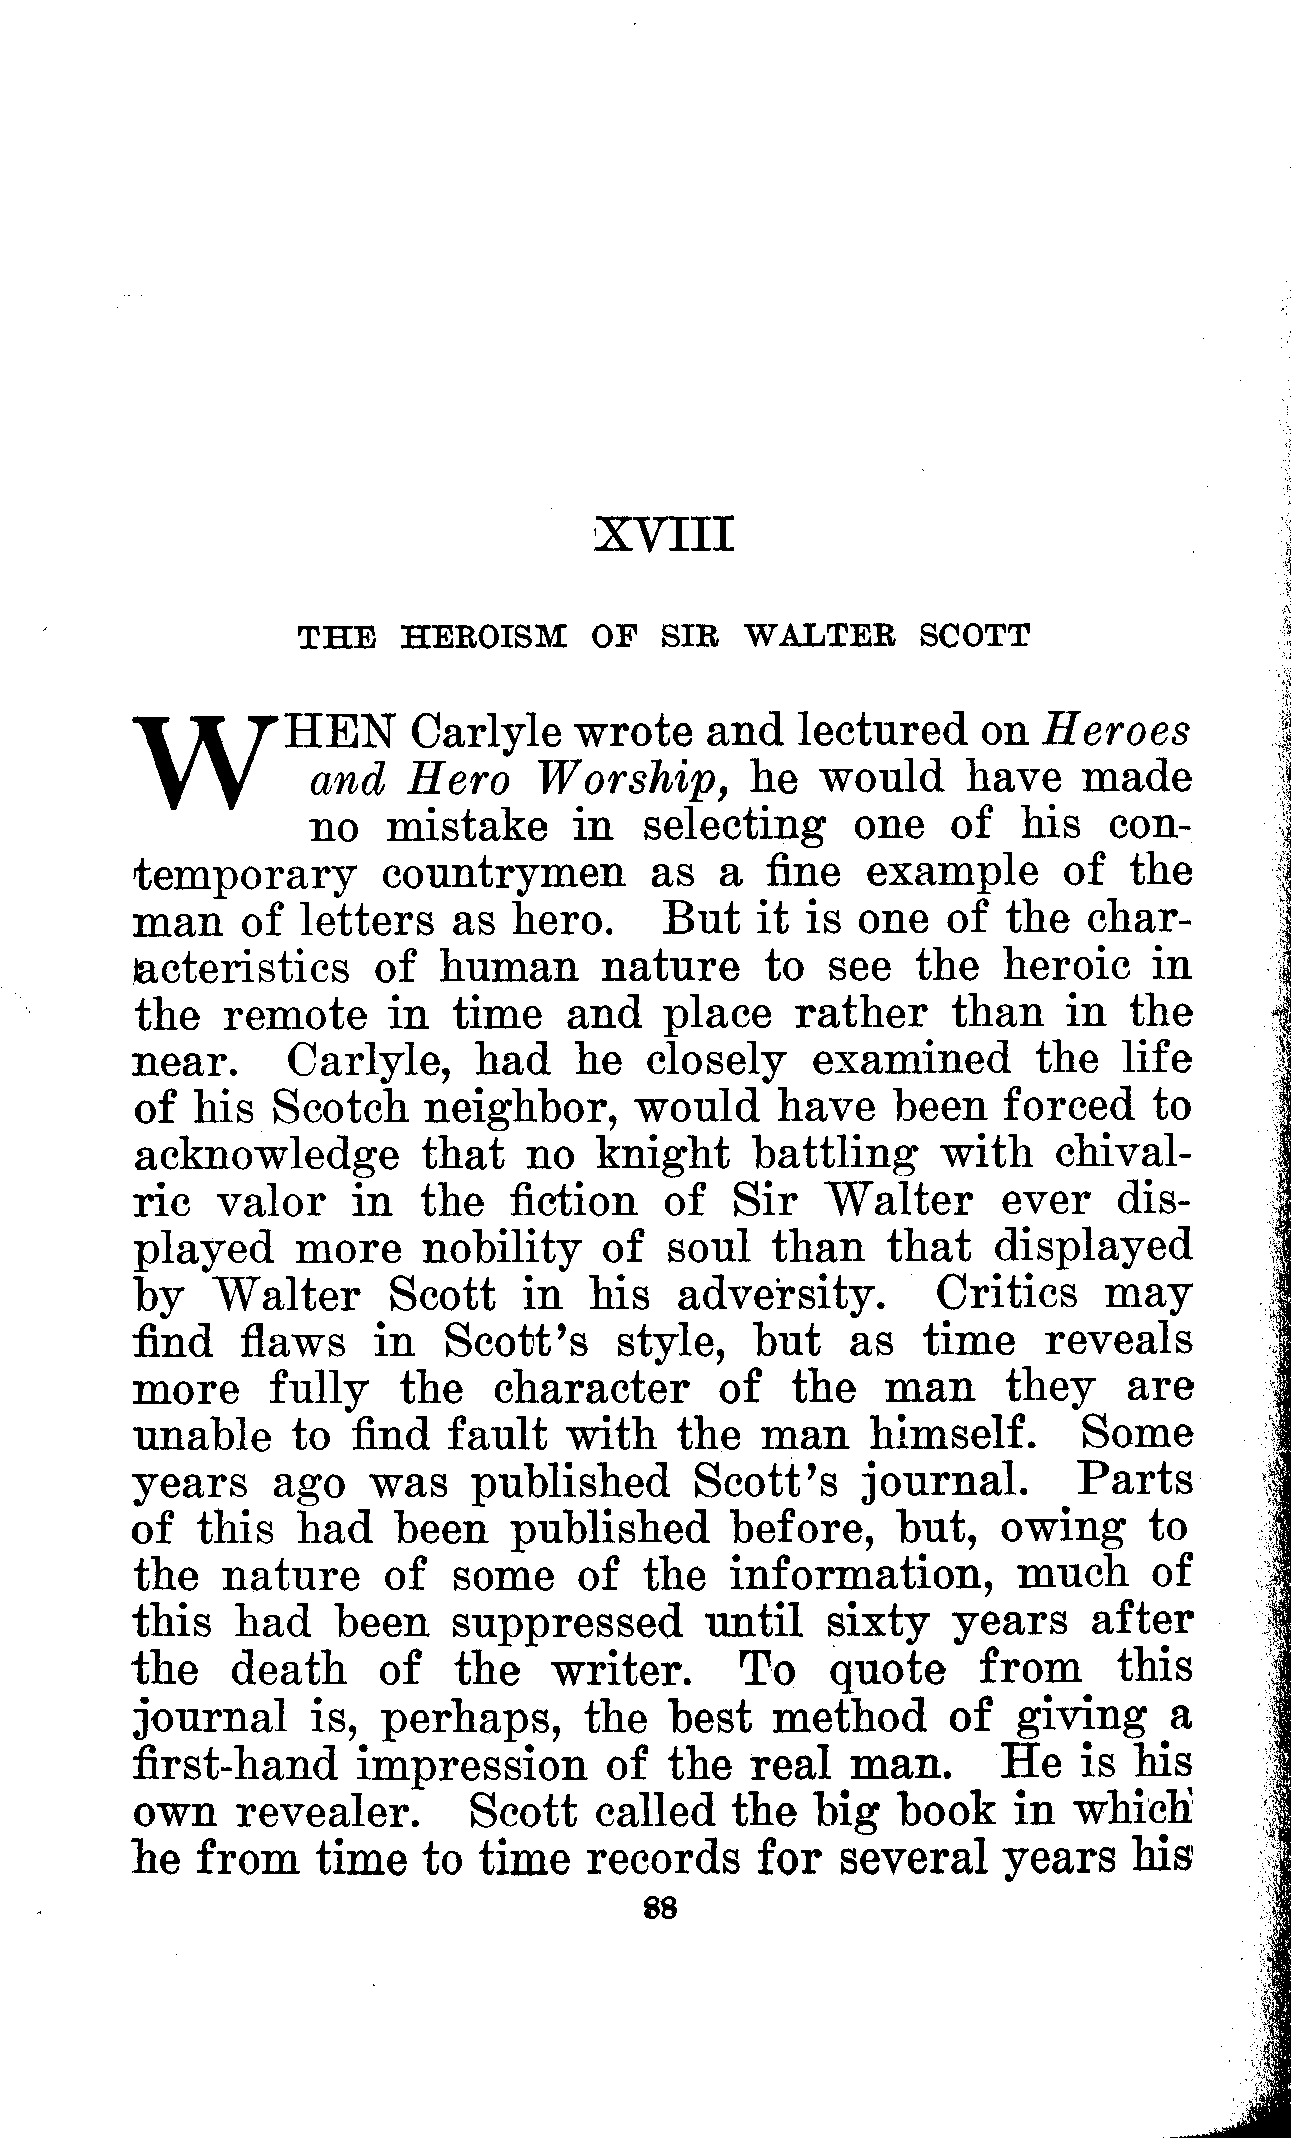 XVIII
THE HEROISM OF SIR WALTER SCOTT
WHEN Carlyle wrote and lectured on Heroes
and Hero Worship, he would have made
no mistake in selecting one of his con-
temporary countrymen as a fine example of the
man of letters as hero. But it is one of the char-
acteristics of human nature to see the heroic in
the remote in time and place rather than in the
near. Carlyle, had he closely examined the life
of his Scotch neighbor, would have been forced to
acknowledge that no knight battling with chival-
ric valor in the fiction of Sir Walter ever dis-
played more nobility of soul than that displayed
by Walter Scott in his adversity. Critics may
find flaws in Scott's style, but as time reveals
more fully the character of the man they are
unable to find fault with the man himself. Some
years ago was published Scott's journal. Parts
of this had been published before, but, owing to
the nature of some of the information, much of
this had been suppressed until sixty years after
the death of the writer. To quote from this
journal is, perhaps, the best method of giving a
first-hand impression of the real man. He is his
own revealer. Scott called the big book in which
he from time to time records for several years his
88